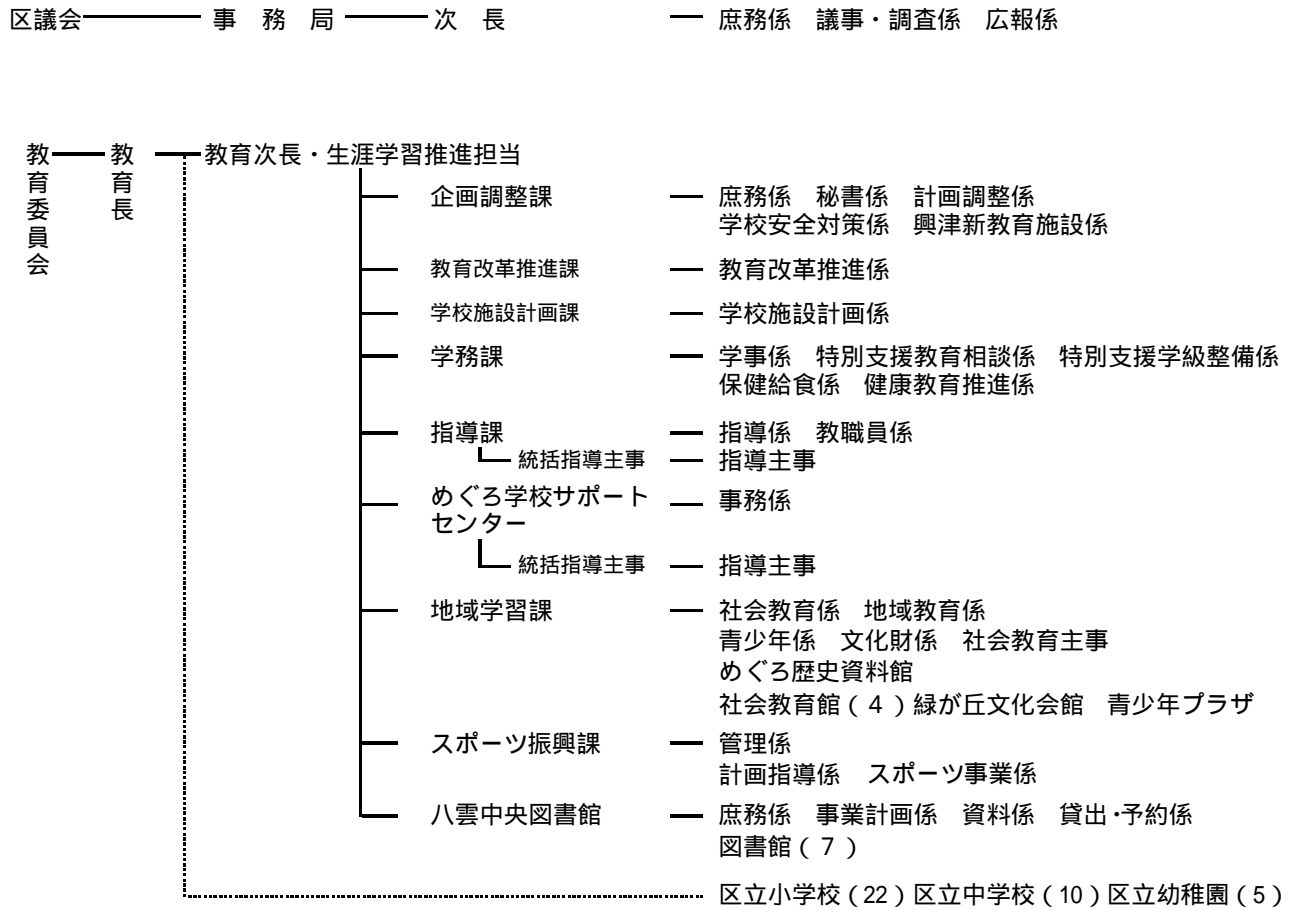 区議会 事 務 局 次 長 庶務係 議事・調査係 広報係
教育委員会 教育長 教育次長・生涯学習推進担当
企画調整課 庶務係 秘書係 計画調整係
学校安全対策係 興津新教育施設係
教育改革推進課 教育改革推進係
学校施設計画課 学校施設計画係
学務課 学事係 特別支援教育相談係 特別支援学級整備係
保健給食係 健康教育推進係
指導課 指導係 教職員係
統括指導主事 指導主事
めぐろ学校サポート 事務係
センター
統括指導主事 指導主事
地域学習課 社会教育係 地域教育係
青少年係 文化財係 社会教育主事
めぐろ歴史資料館
社会教育館(4)緑が丘文化会館 青少年プラザ
スポーツ振興課 管理係
計画指導係 スポーツ事業係
八雲中央図書館 庶務係 事業計画係 資料係 貸出・予約係
図書館(7)
区立小学校(22)区立中学校(10)区立幼稚園(5)